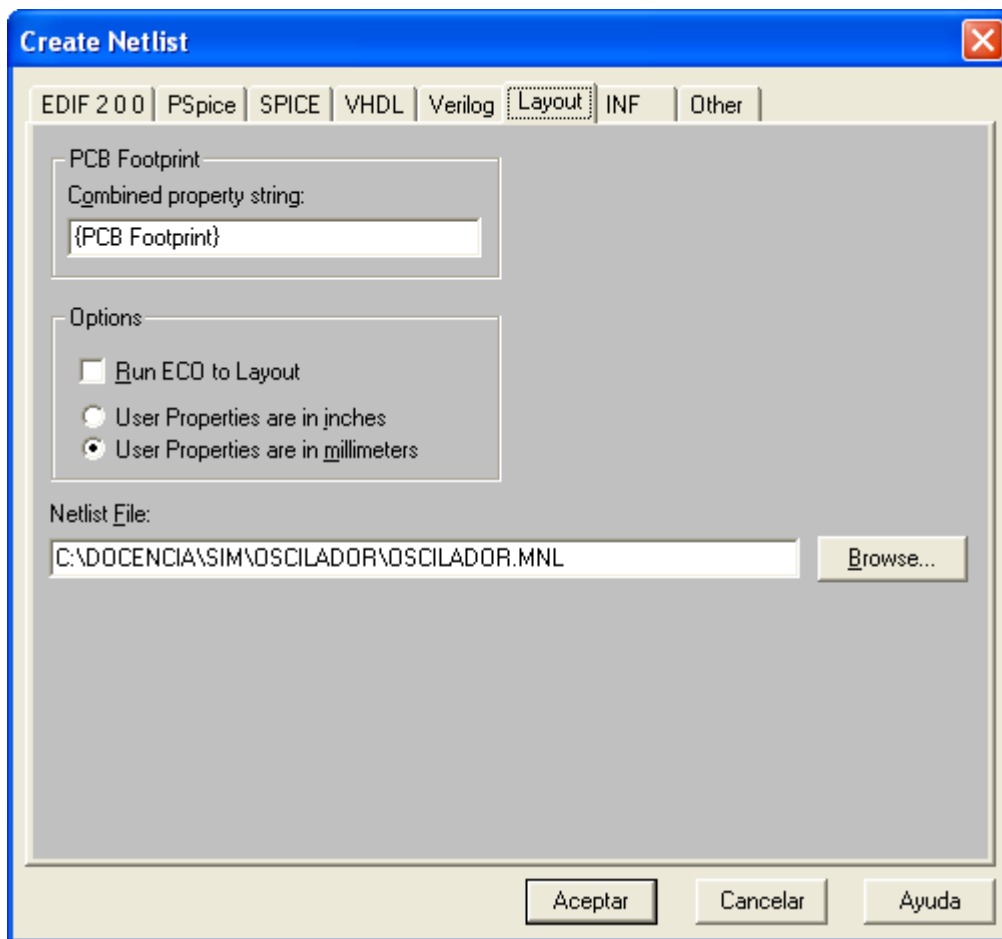 Create Netlist
EDIF 2 0 0 PSpice SPICE VHDL Verilog Layout INF Other
PCB Footprint
Combined property string:
{PCB Footprint}
Options
Run ECO to Layout
User Properties are in inches
User Properties are in millimeters
Netlist File:
C:\DOCENCIA\SIM\OSCILADOR\OSCILADOR.MNL
Browse...
Aceptar Cancelar Ayuda